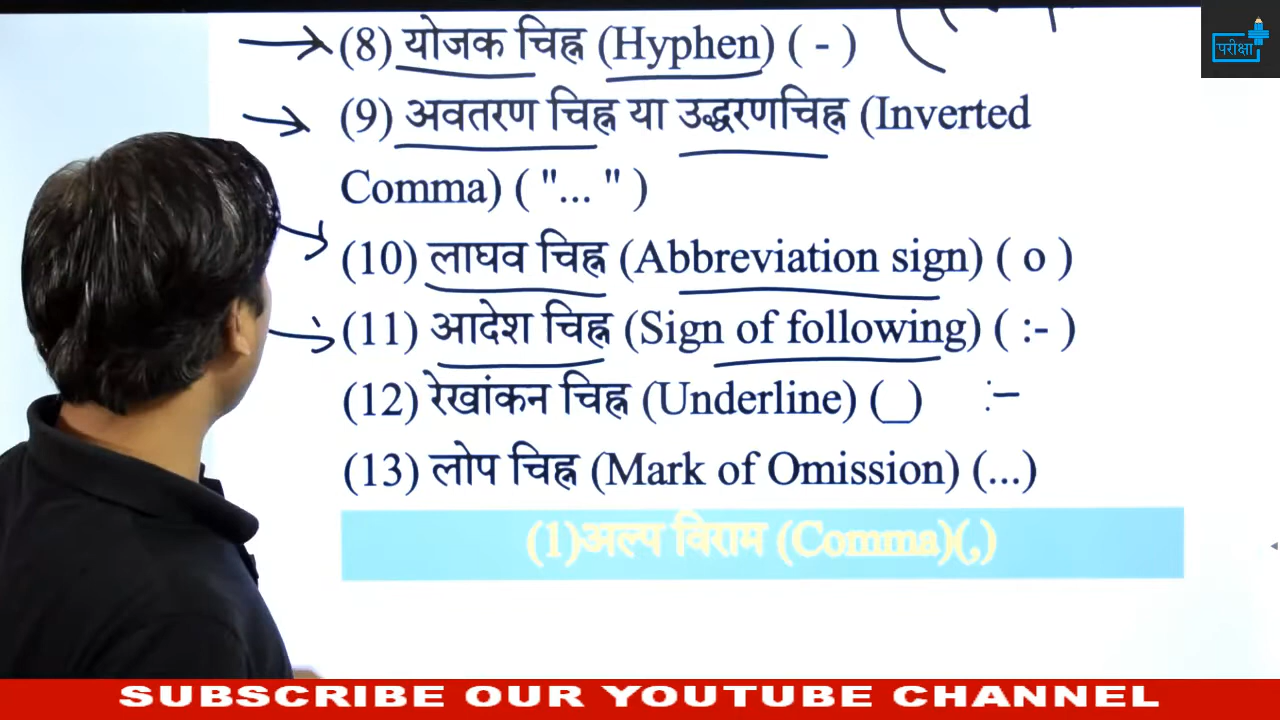 परीक्षा
(8) योजक चिह्न (Hyphen) ( - )
(9) अवतरण चिह्न या उद्धरणचिह्न (Inverted
Comma) ( "... " )
(10) लाघव चिह्न (Abbreviation sign) ( o )
(11) आदेश चिह्न (Sign of following) ( :- )
(12) रेखांकन चिह्न (Underline) (_) :-
(13) लोप चिह्न (Mark of Omission) (...)
(1)अल्प विराम (Comma)(,)
SUBSCRIBE OUR YOUTUBE CHANNEL